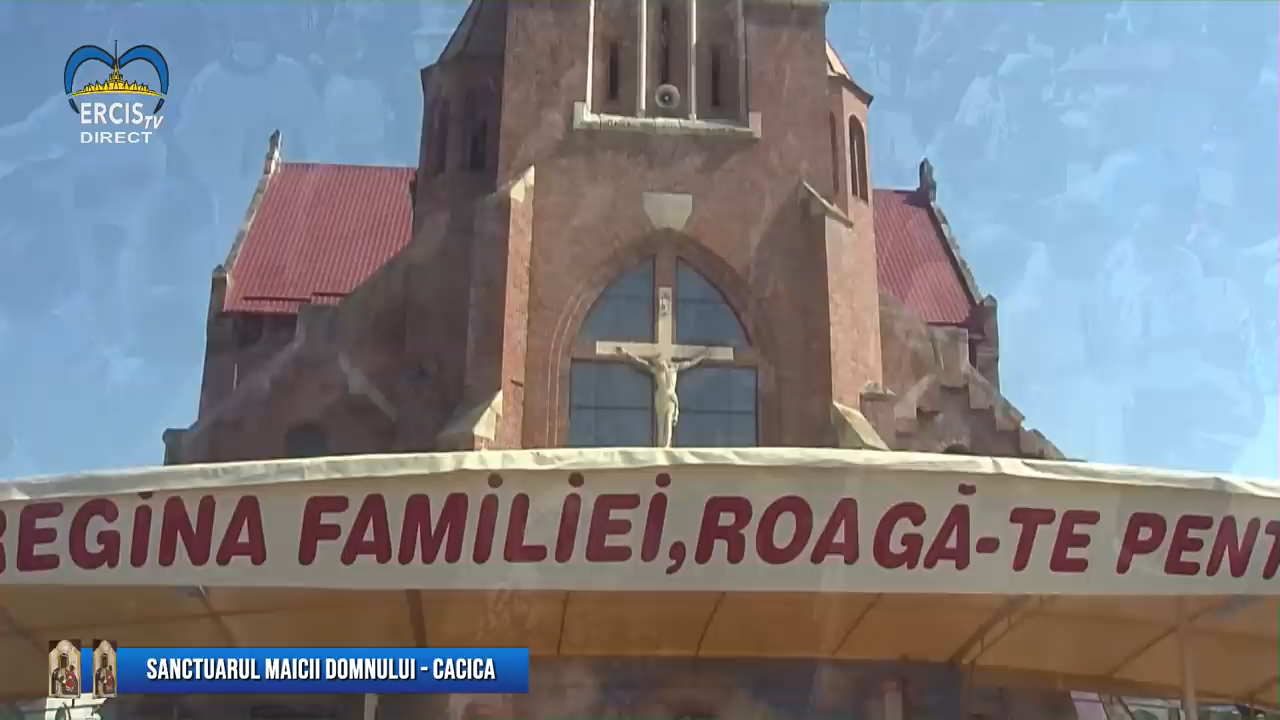 ERCIS TV
DIRECT
REGINA FAMILIEI, ROAGĂ-TE PENT
SANCTUARUL MAICII DOMNULUI - CACICA